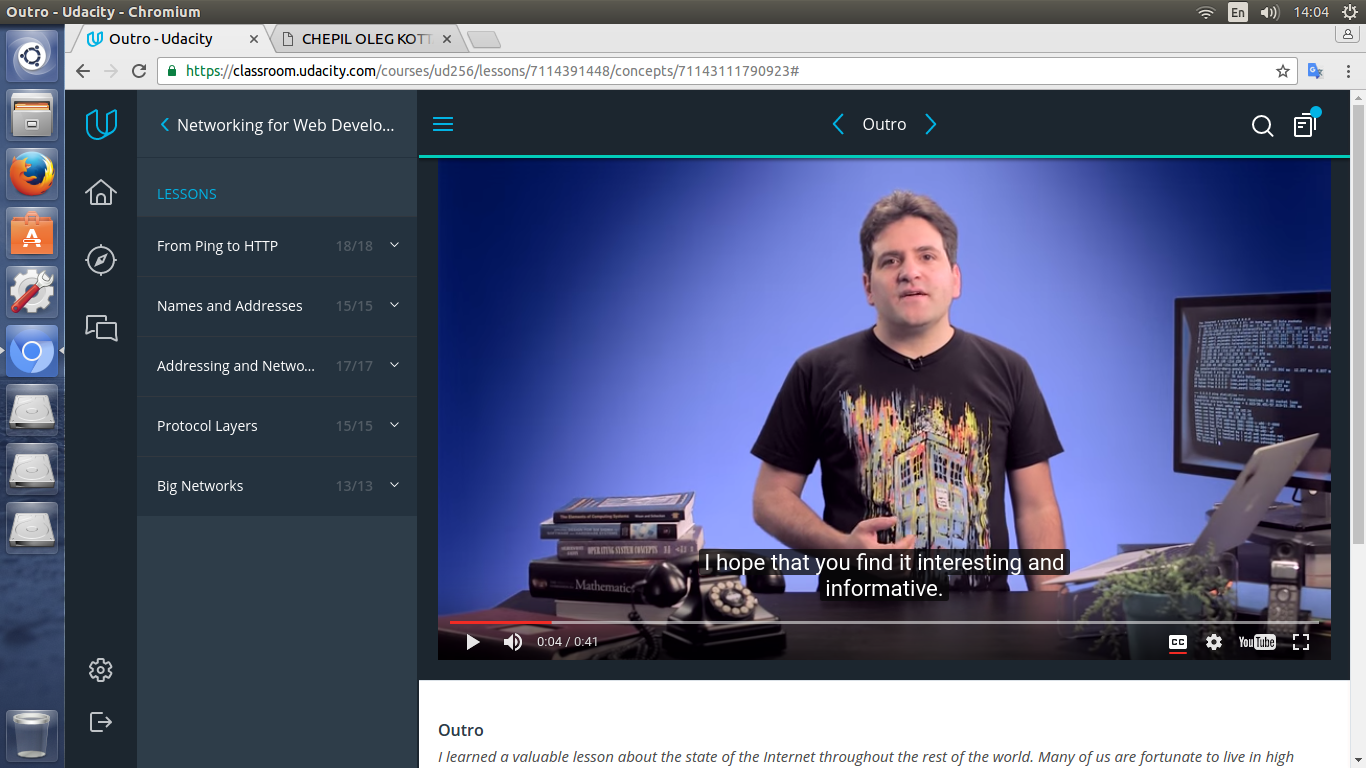 Outro - Udacity - Chromium
En
14:04
Outro - Udacity
CHEPIL OLEG KOTT
https://classroom.udacity.com/courses/ud256/lessons/7114391448/concepts/71143111790923#
Networking for Web Develo...
Outro
LESSONS
From Ping to HTTP 18/18
Names and Addresses 15/15
Addressing and Netwo... 17/17
Protocol Layers 15/15
Big Networks 13/13
OPERATING SYSTEM CONCEPTS
Mathematics
I hope that you find it interesting and
informative.
0:04 / 0:41
CC
YouTube
Outro
I learned a valuable lesson about the state of the Internet throughout the rest of the world. Many of us are fortunate to live in high